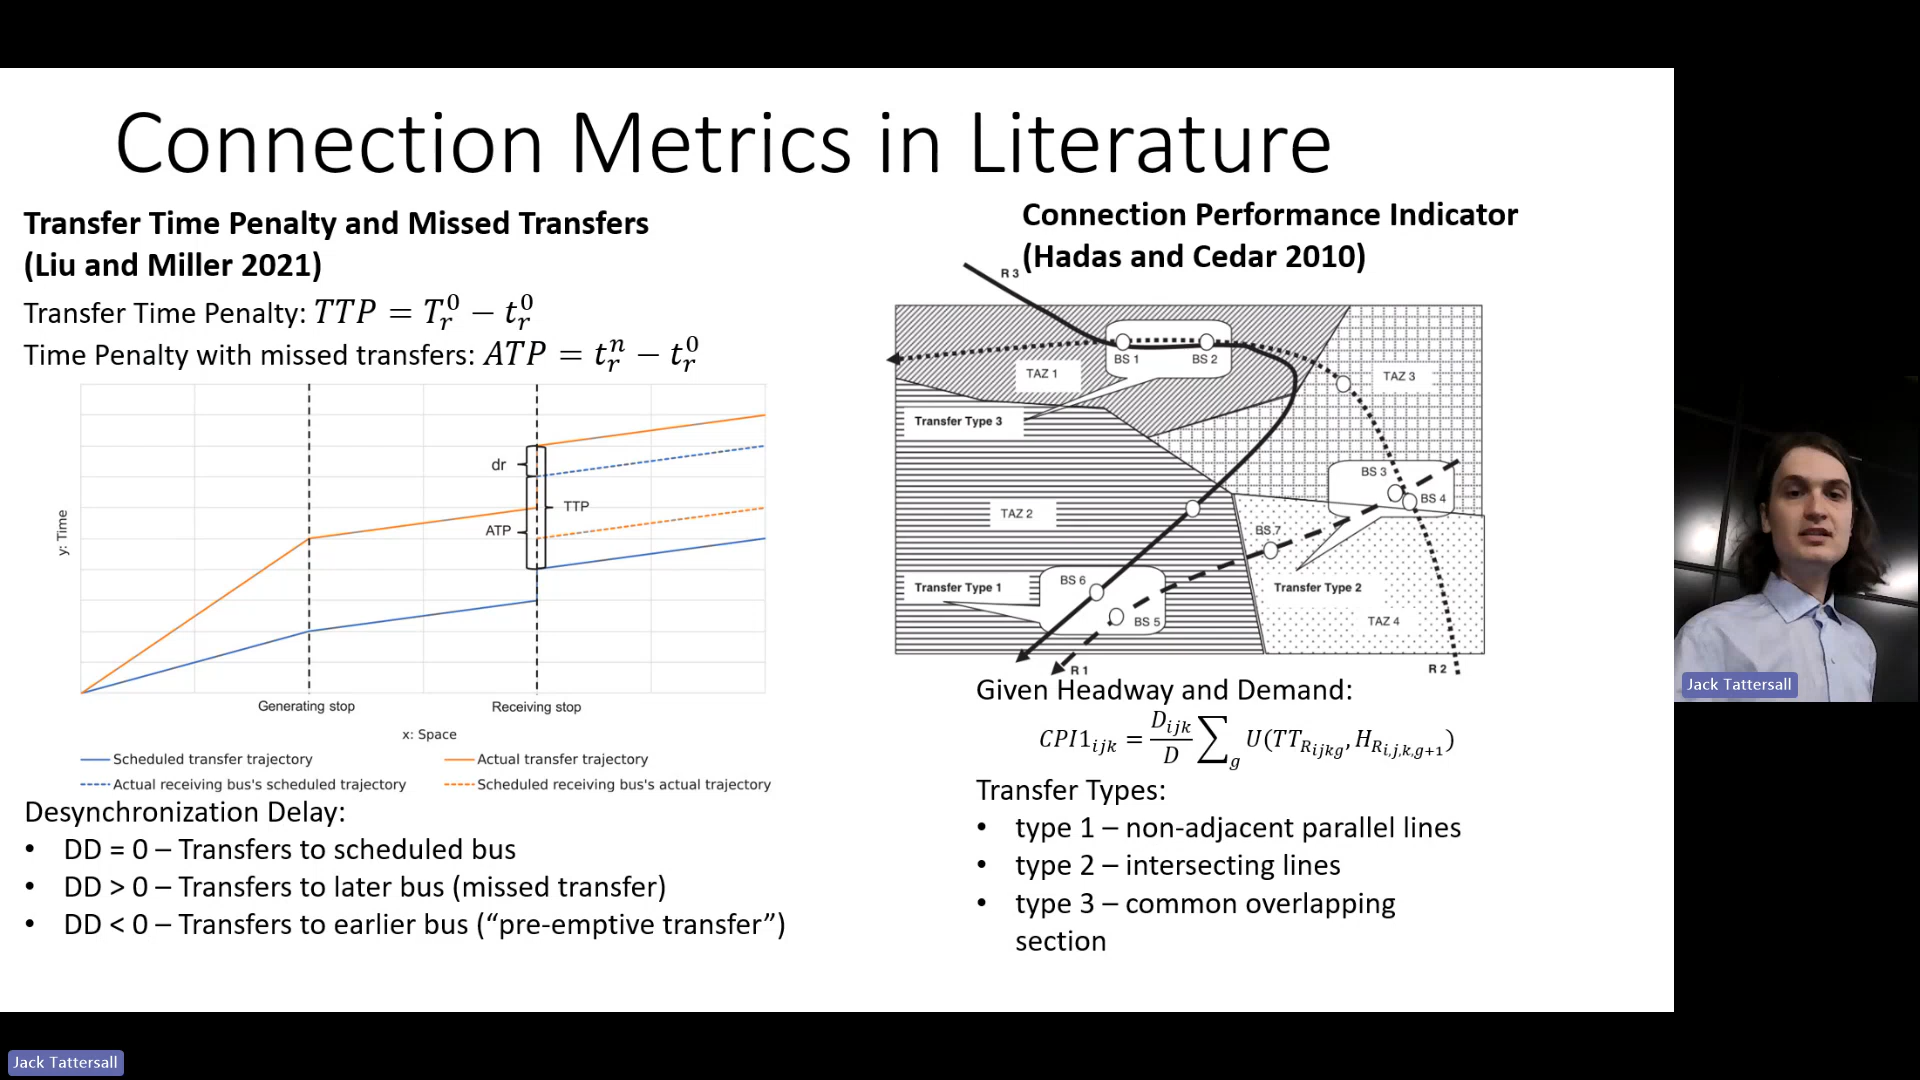 Connection Metrics in Literature
Transfer Time Penalty and Missed Transfers
(Liu and Miller 2021)
Transfer Time Penalty: TTP = T_r^0 − t_r^0
Time Penalty with missed transfers: ATP = t_r^n − t_r^0
dr
TTP
ATP
y: Time
Generating stop
Receiving stop
x: Space
Scheduled transfer trajectory
Actual transfer trajectory
Actual receiving bus's scheduled trajectory
Scheduled receiving bus's actual trajectory
Desynchronization Delay:
• DD = 0 – Transfers to scheduled bus
• DD > 0 – Transfers to later bus (missed transfer)
• DD < 0 – Transfers to earlier bus (“pre-emptive transfer”)
Connection Performance Indicator
(Hadas and Cedar 2010)
R 3
BS 1
BS 2
TAZ 1
TAZ 3
Transfer Type 3
BS 3
BS 4
TAZ 2
BS 7
BS 6
Transfer Type 1
Transfer Type 2
BS 5
TAZ 4
R 1
R 2
Given Headway and Demand:
CPI1_{ijk} = \frac{D_{ijk}}{D} ∑_g U(TT_{R_{ijkg}}, H_{R_{i,j,k,g+1}})
Transfer Types:
• type 1 – non-adjacent parallel lines
• type 2 – intersecting lines
• type 3 – common overlapping
section
Jack Tattersall
Jack Tattersall